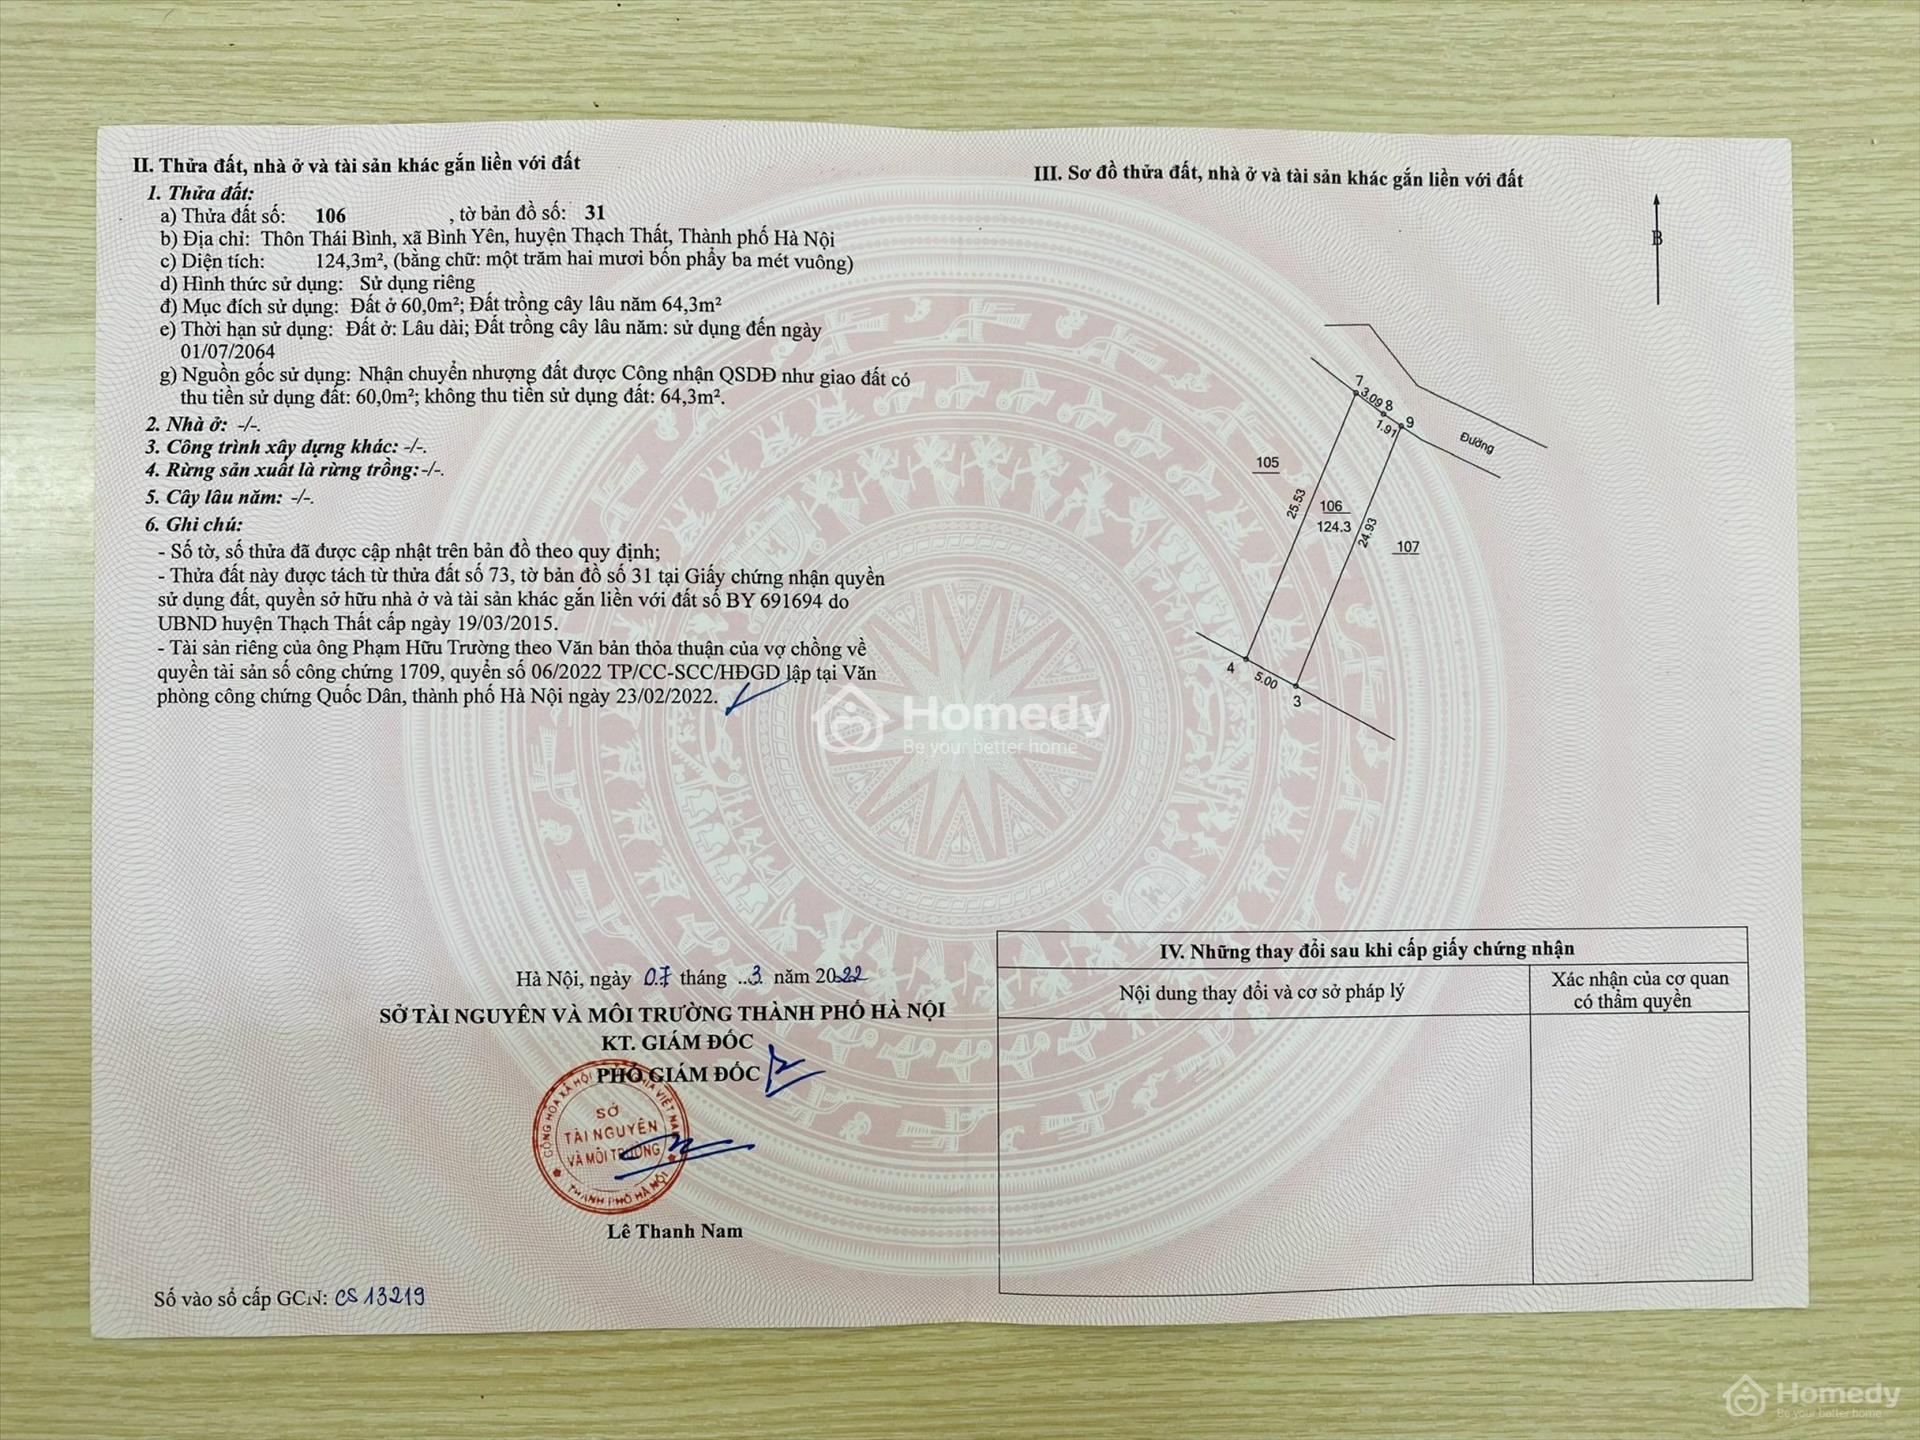 II. Thửa đất, nhà ở và tài sản khác gắn liền với đất
1. Thửa đất:
a) Thửa đất số: 106 , tờ bản đồ số: 31
b) Địa chỉ: Thôn Thái Bình, xã Bình Yên, huyện Thạch Thất, Thành phố Hà Nội
c) Diện tích: 124,3m², (bằng chữ: một trăm hai mươi bốn phẩy ba mét vuông)
d) Hình thức sử dụng: Sử dụng riêng
đ) Mục đích sử dụng: Đất ở 60,0m²; Đất trồng cây lâu năm 64,3m²
e) Thời hạn sử dụng: Đất ở: Lâu dài; Đất trồng cây lâu năm: sử dụng đến ngày
01/07/2064
g) Nguồn gốc sử dụng: Nhận chuyển nhượng đất được Công nhận QSDĐ như giao đất có
thu tiền sử dụng đất: 60,0m²; không thu tiền sử dụng đất: 64,3m².
2. Nhà ở: -/-.
3. Công trình xây dựng khác: -/-.
4. Rừng sản xuất là rừng trồng:-/-.
5. Cây lâu năm: -/-.
6. Ghi chú:
- Số tờ, số thửa đã được cập nhật trên bản đồ theo quy định;
- Thửa đất này được tách từ thửa đất số 73, tờ bản đồ số 31 tại Giấy chứng nhận quyền
sử dụng đất, quyền sở hữu nhà ở và tài sản khác gắn liền với đất số BY 691694 do
UBND huyện Thạch Thất cấp ngày 19/03/2015.
- Tài sản riêng của ông Phạm Hữu Trường theo Văn bản thỏa thuận của vợ chồng về
quyền tài sản số công chứng 1709, quyển số 06/2022 TP/CC-SCC/HĐGD lập tại Văn
phòng công chứng Quốc Dân, thành phố Hà Nội ngày 23/02/2022.
Hà Nội, ngày 07 tháng ..3 năm 2022
SỞ TÀI NGUYÊN VÀ MÔI TRƯỜNG THÀNH PHỐ HÀ NỘI
KT. GIÁM ĐỐC
PHÓ GIÁM ĐỐC
SỞ
TÀI NGUYÊN
VÀ MÔI TRƯỜNG
THÀNH PHỐ HÀ NỘI
Lê Thanh Nam
Số vào sổ cấp GCN: CS 13219
III. Sơ đồ thửa đất, nhà ở và tài sản khác gắn liền với đất
B
7
3.09
8
1.91
9
Đường
105
25.53
106
124.3
24.93
107
4
5.00
3
Homedy
Be your better home
IV. Những thay đổi sau khi cấp giấy chứng nhận
Nội dung thay đổi và cơ sở pháp lý
Xác nhận của cơ quan
có thẩm quyền
Homedy
Be your better home